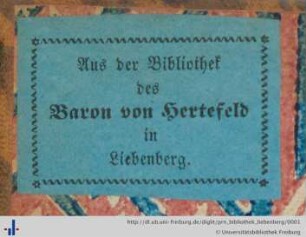 Aus der Bibliothek
des
Baron von Hertefeld
in
Liebenberg.
http://dl.ub.uni-freiburg.de/diglit/prn_bibliothek_liebenberg/0001
© Universitätsbibliothek Freiburg